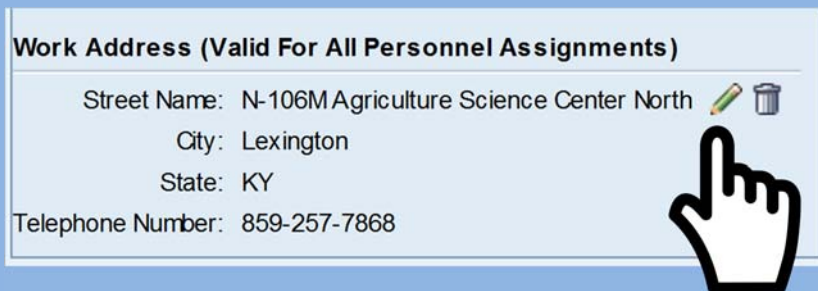 Work Address (Valid For All Personnel Assignments)
Street Name: N-106M Agriculture Science Center North
City: Lexington
State: KY
Telephone Number: 859-257-7868